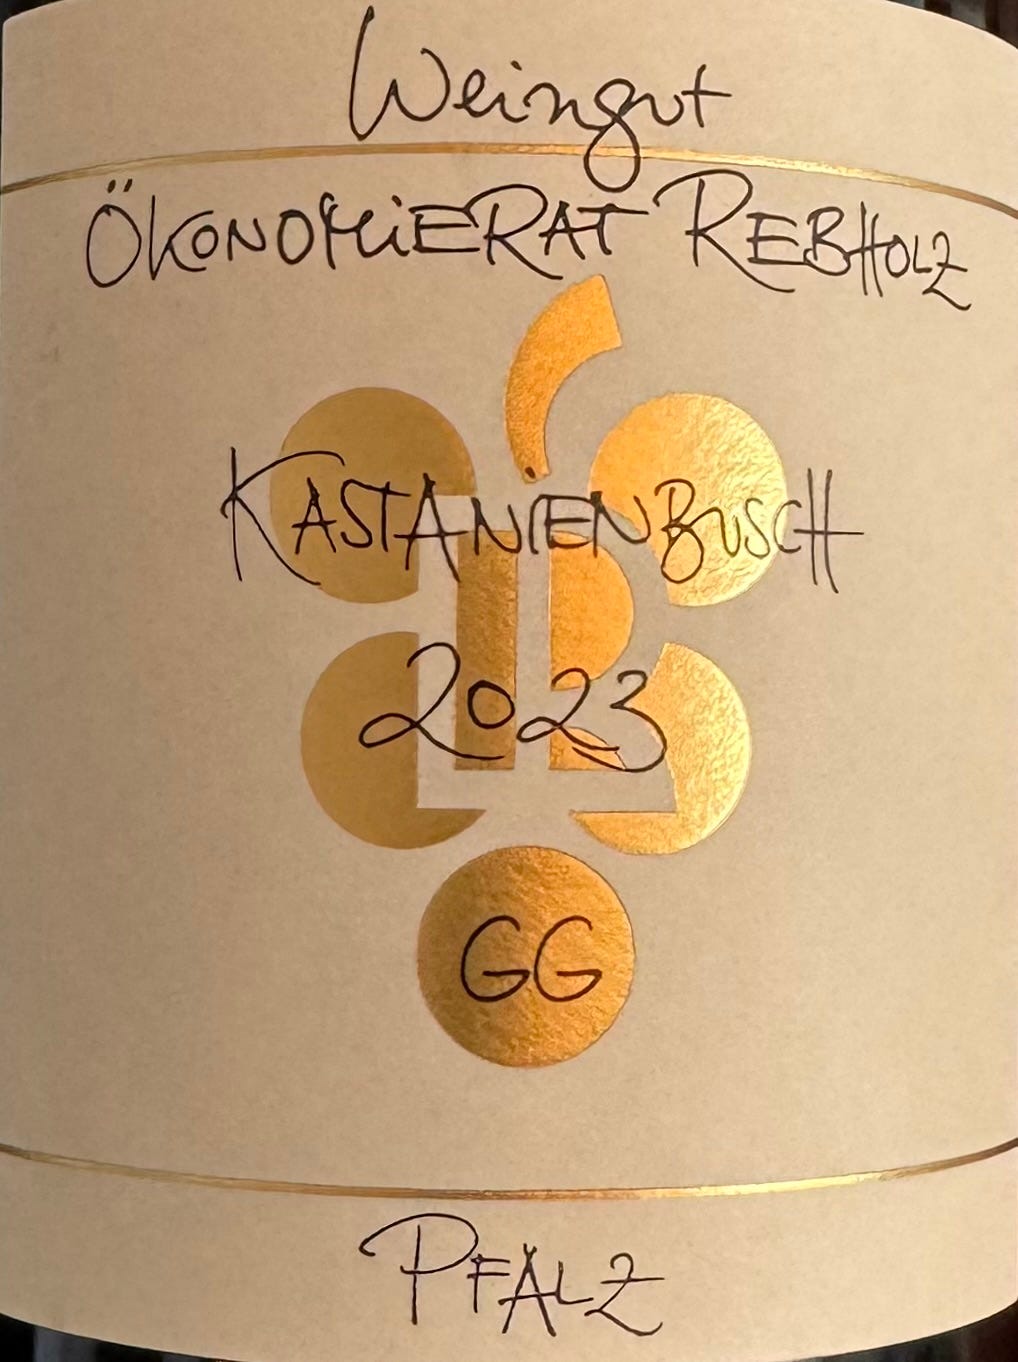 Weingut
ÖKONOMIERAT REBHOLZ
KASTANIENBUSCH
2023
GG
PFALZ